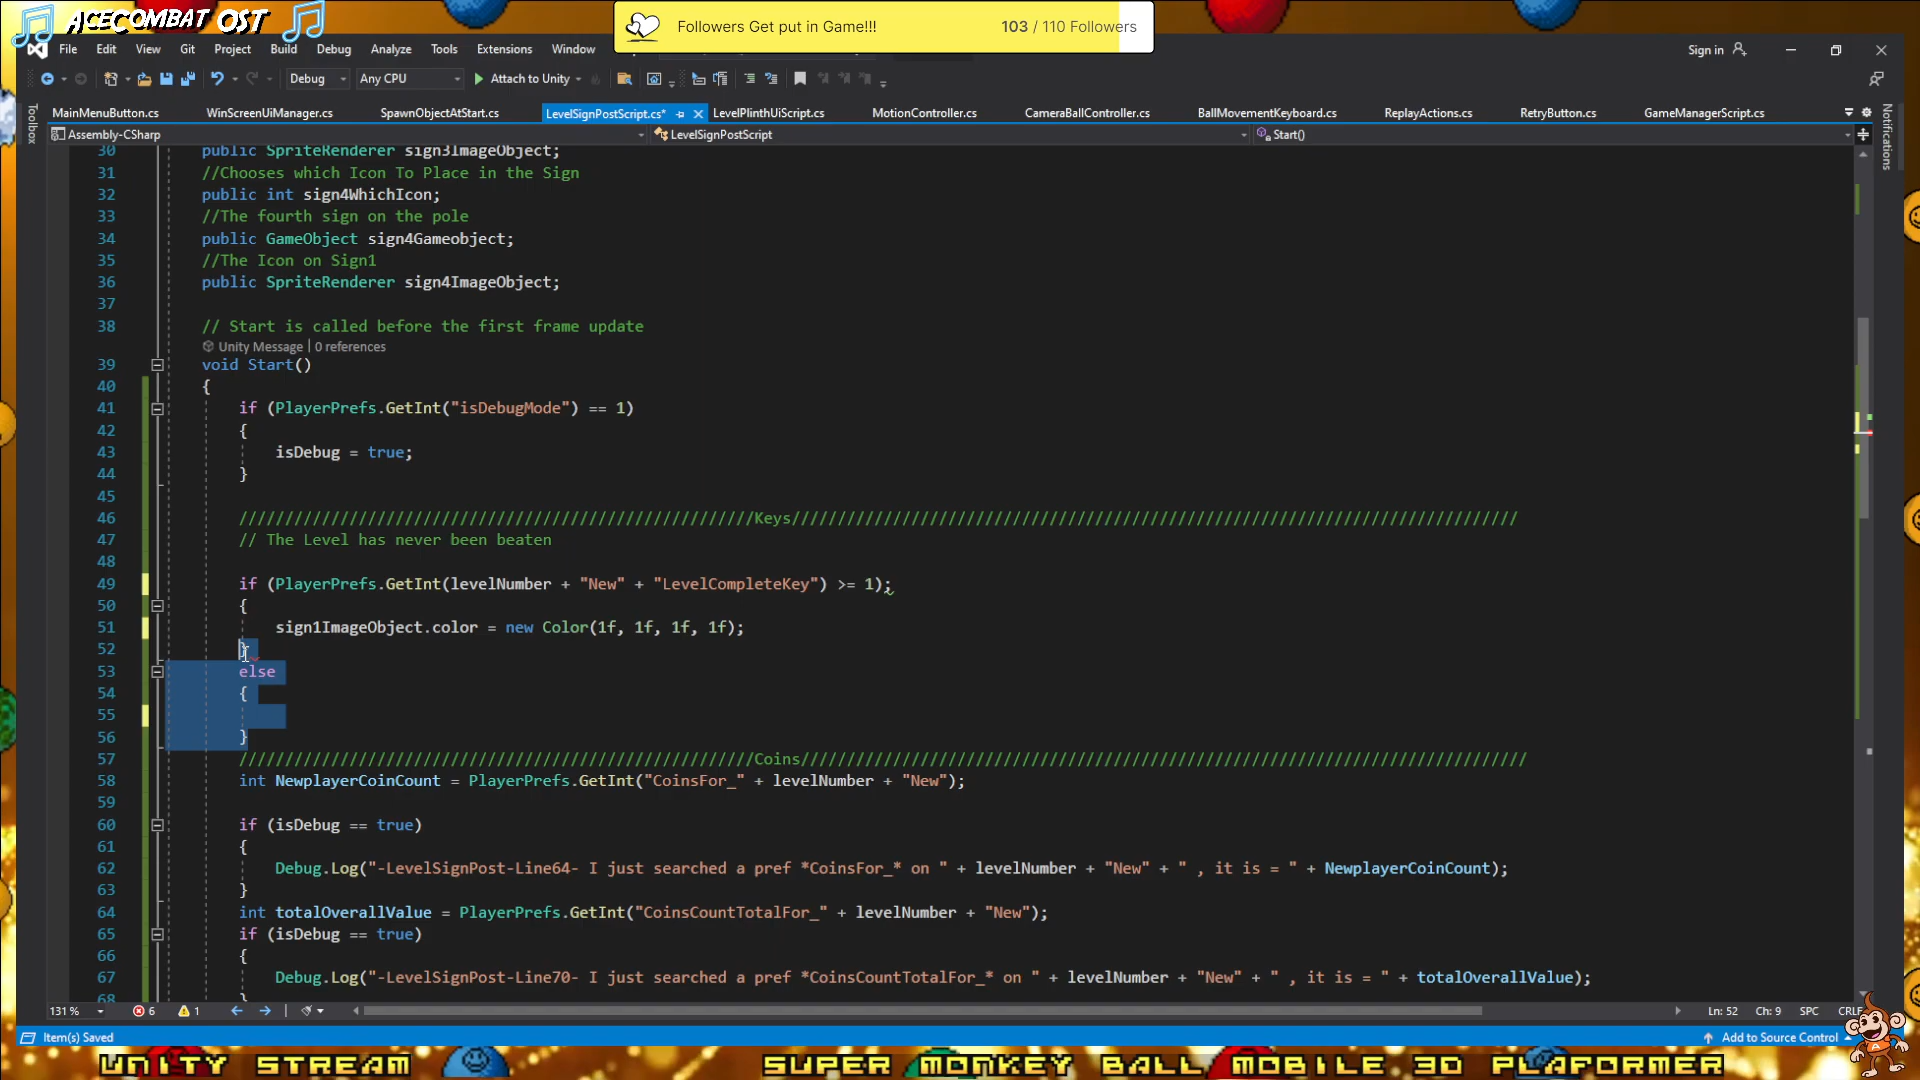 ACECOMBAT OST
Followers Get put in Game!!! 103 / 110 Followers
File Edit View Git Project Build Debug Analyze Tools Extensions Window
Sign in
Debug Any CPU Attach to Unity
Toolbox
MainMenuButton.cs WinScreenUiManager.cs SpawnObjectAtStart.cs LevelSignPostScript.cs* LevelPlinthUiScript.cs MotionController.cs CameraBallController.cs BallMovementKeyboard.cs ReplayActions.cs RetryButton.cs GameManagerScript.cs
Notifications
Assembly-CSharp LevelSignPostScript Start()
30 public SpriteRenderer sign3ImageObject;
31 //Chooses which Icon To Place in the Sign
32 public int sign4WhichIcon;
33 //The fourth sign on the pole
34 public GameObject sign4Gameobject;
35 //The Icon on Sign1
36 public SpriteRenderer sign4ImageObject;
37
38 // Start is called before the first frame update
Unity Message | 0 references
39 void Start()
40 {
41 if (PlayerPrefs.GetInt("isDebugMode") == 1)
42 {
43 isDebug = true;
44 }
45
46 ////////////////////////////////////////////////////////Keys///////////////////////////////////////////////////////////////////////////////
47 // The Level has never been beaten
48
49 if (PlayerPrefs.GetInt(levelNumber + "New" + "LevelCompleteKey") >= 1);
50 {
51 sign1ImageObject.color = new Color(1f, 1f, 1f, 1f);
52 }
53 else
54 {
55
56 }
57 ////////////////////////////////////////////////////////Coins///////////////////////////////////////////////////////////////////////////////
58 int NewplayerCoinCount = PlayerPrefs.GetInt("CoinsFor_" + levelNumber + "New");
59
60 if (isDebug == true)
61 {
62 Debug.Log("-LevelSignPost-Line64- I just searched a pref *CoinsFor_* on " + levelNumber + "New" + " , it is = " + NewplayerCoinCount);
63 }
64 int totalOverallValue = PlayerPrefs.GetInt("CoinsCountTotalFor_" + levelNumber + "New");
65 if (isDebug == true)
66 {
67 Debug.Log("-LevelSignPost-Line70- I just searched a pref *CoinsCountTotalFor_* on " + levelNumber + "New" + " , it is = " + totalOverallValue);
68 }
131 % 6 1 Ln: 52 Ch: 9 SPC CRLF
Item(s) Saved Add to Source Control
UNITY STREAM SUPER MONKEY BALL MOBILE 3D PLAFORMER